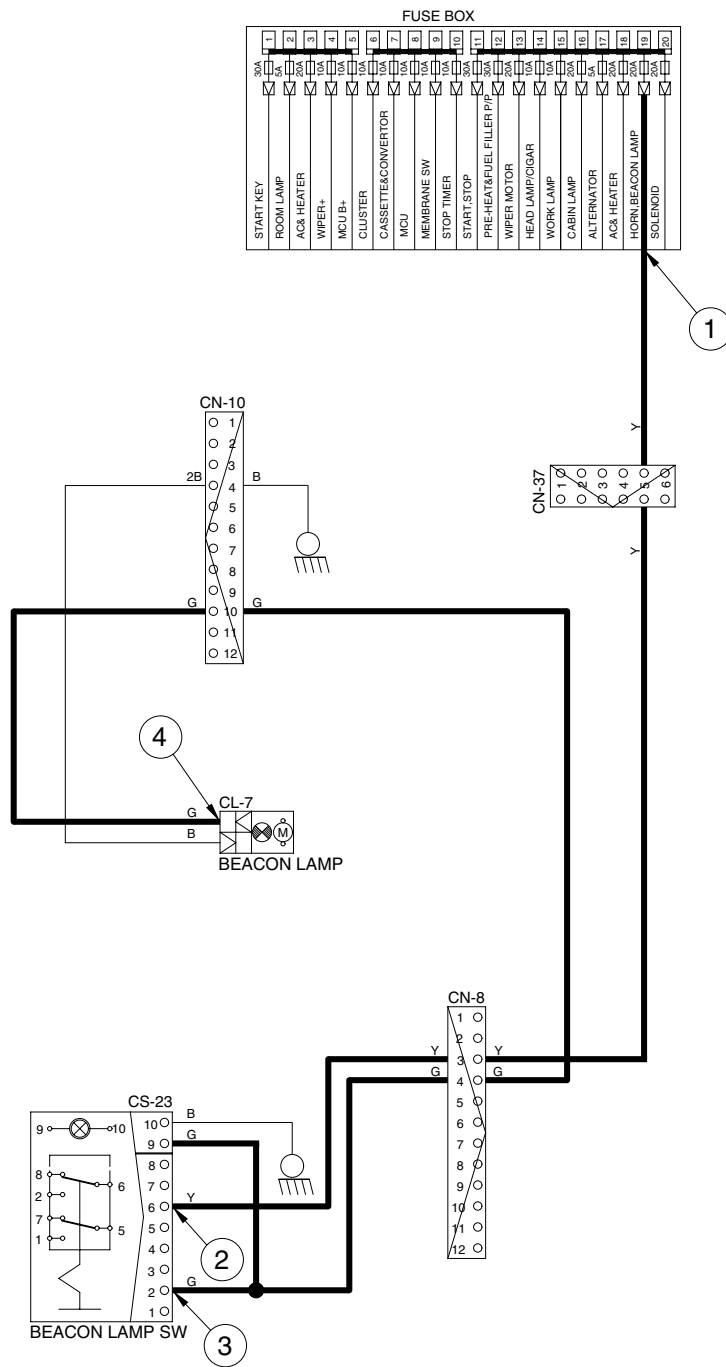 FUSE BOX
1 2 3 4 5 6 7 8 9 10 11 12 13 14 15 16 17 18 19 20
30A 5A 20A 10A 10A 10A 10A 10A 10A 10A 30A 30A 20A 10A 10A 20A 5A 20A 20A 20A
START KEY
ROOM LAMP
AC& HEATER
WIPER+
MCU B+
CLUSTER
CASSETTE&CONVERTOR
MCU
MEMBRANE SW
STOP TIMER
START,STOP
PRE-HEAT&FUEL FILLER P/P
WIPER MOTOR
HEAD LAMP/CIGAR
WORK LAMP
CABIN LAMP
ALTERNATOR
AC& HEATER
HORN,BEACON LAMP
SOLENOID
1
Y
CN-37
1 2 3 4 5 6
Y
CN-10
1
2
3
2B 4 B
5
6
7
8
9
G 10 G
11
12
4
CL-7
G
B
M
BEACON LAMP
CN-8
1
2
Y 3 Y
G 4 G
5
6
7
8
9
10
11
12
CS-23
9 10
10 B
9 G
8
7
6 Y
5
4
3
2 G
1
8
2
6
7
1
5
2
3
BEACON LAMP SW